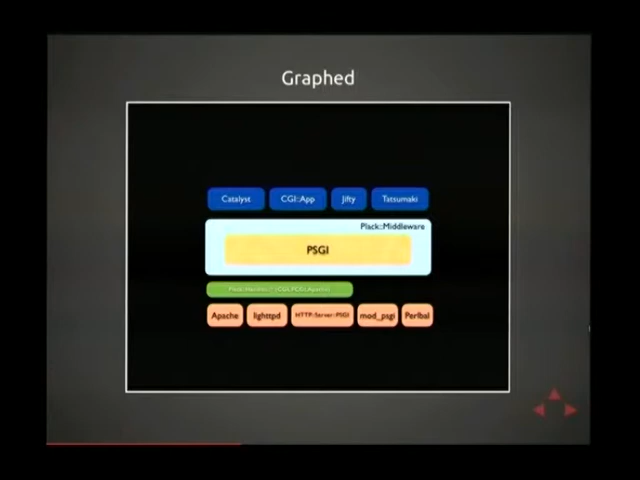 Graphed
Catalyst CGI::App Jifty Tatsumaki
Plack::Middleware
PSGI
Apache lighttpd HTTP::Server::PSGI mod_psgi Perlbal